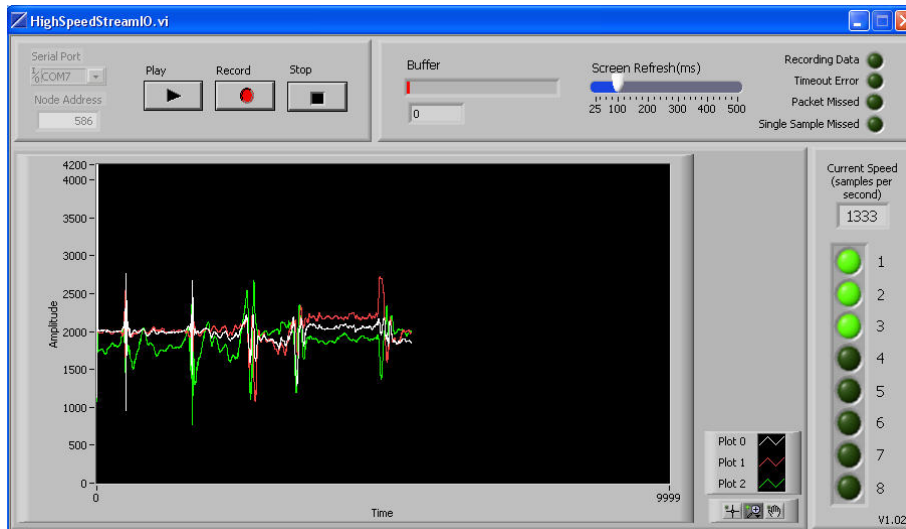 HighSpeedStreamIO.vi
Serial Port
I/O COM7
Node Address
586
Play
Record
Stop
Buffer
0
Screen Refresh(ms)
25 100 200 300 400 500
Recording Data
Timeout Error
Packet Missed
Single Sample Missed
4200
4000
3500
3000
2500
2000
1500
1000
500
0
Amplitude
0
9999
Time
Plot 0
Plot 1
Plot 2
Current Speed
(samples per
second)
1333
1
2
3
4
5
6
7
8
V1.02